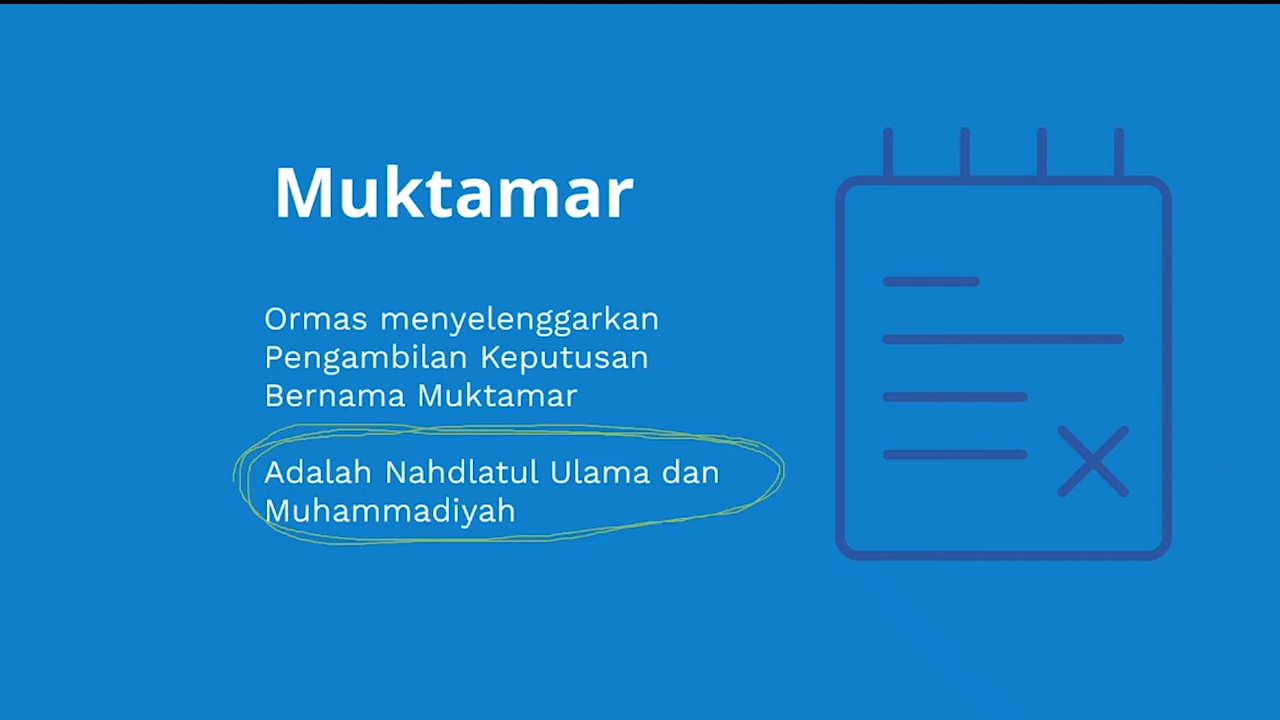 Muktamar
Ormas menyelenggarkan
Pengambilan Keputusan
Bernama Muktamar
Adalah Nahdlatul Ulama dan
Muhammadiyah